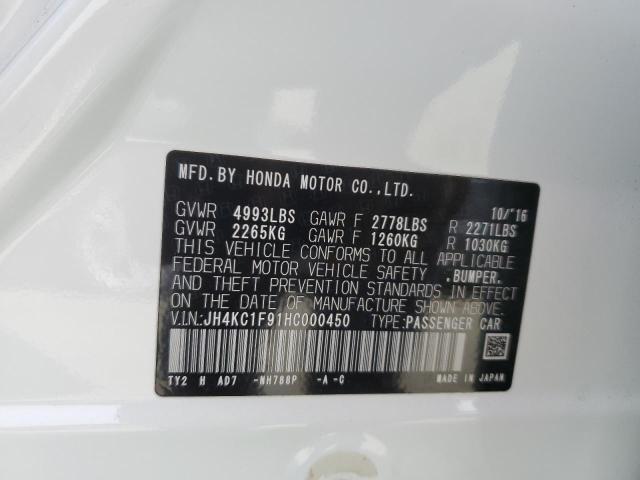 MFD.BY HONDA MOTOR CO.,LTD.
10/'16
GVWR 4993LBS GAWR F 2778LBS R 2271LBS
GVWR 2265KG GAWR F 1260KG R 1030KG
THIS VEHICLE CONFORMS TO ALL APPLICABLE
FEDERAL MOTOR VEHICLE SAFETY ,BUMPER,
AND THEFT PREVENTION STANDARDS IN EFFECT
ON THE DATE OF MANUFACTURE SHOWN ABOVE.
V.I.N:JH4KC1F91HC000450 TYPE:PASSENGER CAR
TY2 H AD7 -NH788P -A -C MADE IN JAPAN